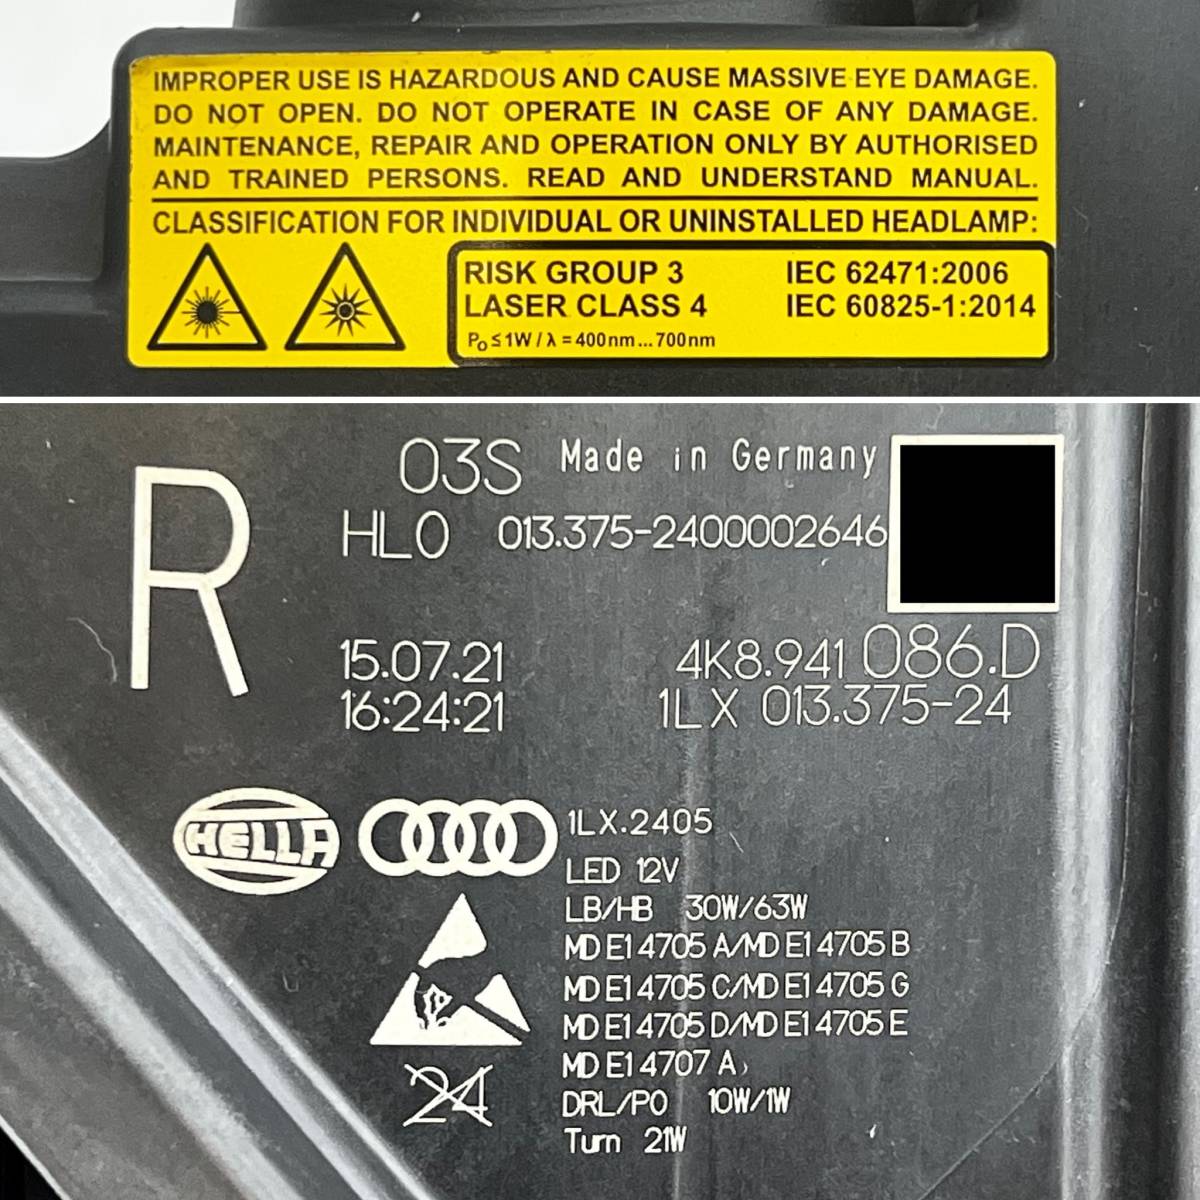 IMPROPER USE IS HAZARDOUS AND CAUSE MASSIVE EYE DAMAGE.
DO NOT OPEN. DO NOT OPERATE IN CASE OF ANY DAMAGE.
MAINTENANCE, REPAIR AND OPERATION ONLY BY AUTHORISED
AND TRAINED PERSONS. READ AND UNDERSTAND MANUAL.
CLASSIFICATION FOR INDIVIDUAL OR UNINSTALLED HEADLAMP:
RISK GROUP 3 IEC 62471:2006
LASER CLASS 4 IEC 60825-1:2014
Po ≤ 1W / λ = 400nm ... 700nm
R
03S Made in Germany
HLO 013.375-2400002646
15.07.21 4K8.941 086.D
16:24:21 1LX 013.375-24
HELLA
1LX.2405
LED 12V
LB/HB 30W/63W
MD E1 4705 A/MD E1 4705 B
MD E1 4705 C/MD E1 4705 G
MD E1 4705 D/MD E1 4705 E
MD E1 4707 A
24
DRL/PO 10W/1W
Turn 21W